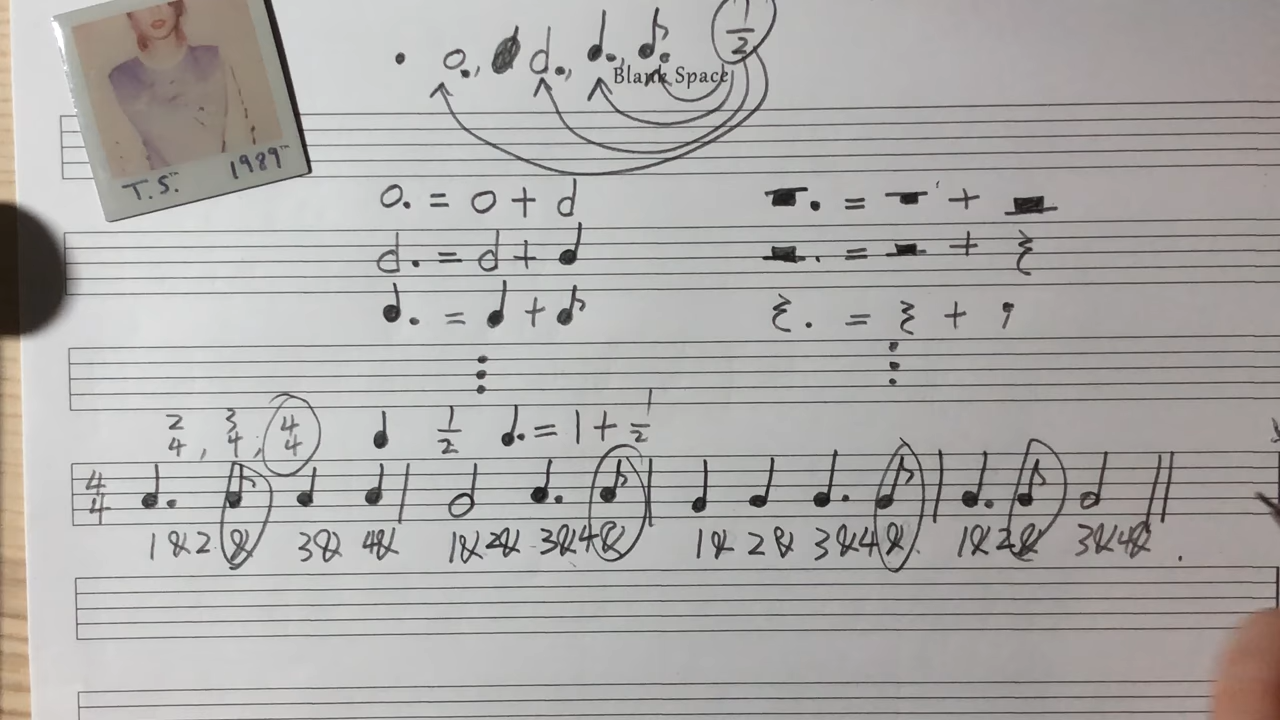 𝅝., 𝅗𝅥., ♩., ♪. 1/2
Blank Space
T.S. 1989
o. = o + d
d. = d + ♩
♩. = ♩ + ♪
2/4, 3/4, 4/4 ♩ 1/2 ♩. = 1 + 1/2
4/4
1&2& 3& 4& 1&2& 3&4& 1& 2& 3&4& 1&2& 3&4&.